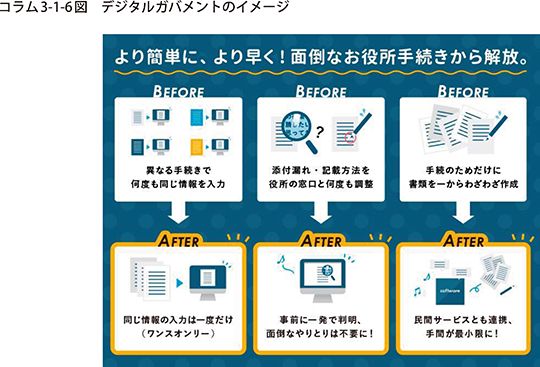 コラム3-1-6図 デジタルガバメントのイメージ
より簡単に、より早く！面倒なお役所手続きから解放。
BEFORE
BEFORE
BEFORE
?
異なる手続きで
何度も同じ情報を入力
添付漏れ・記載方法を
役所の窓口と何度も調整
手続のためだけに
書類を一からわざわざ作成
AFTER
AFTER
AFTER
software
同じ情報の入力は一度だけ
（ワンスオンリー）
事前に一発で判明、
面倒なやりとりは不要に！
民間サービスとも連携、
手間が最小限に！